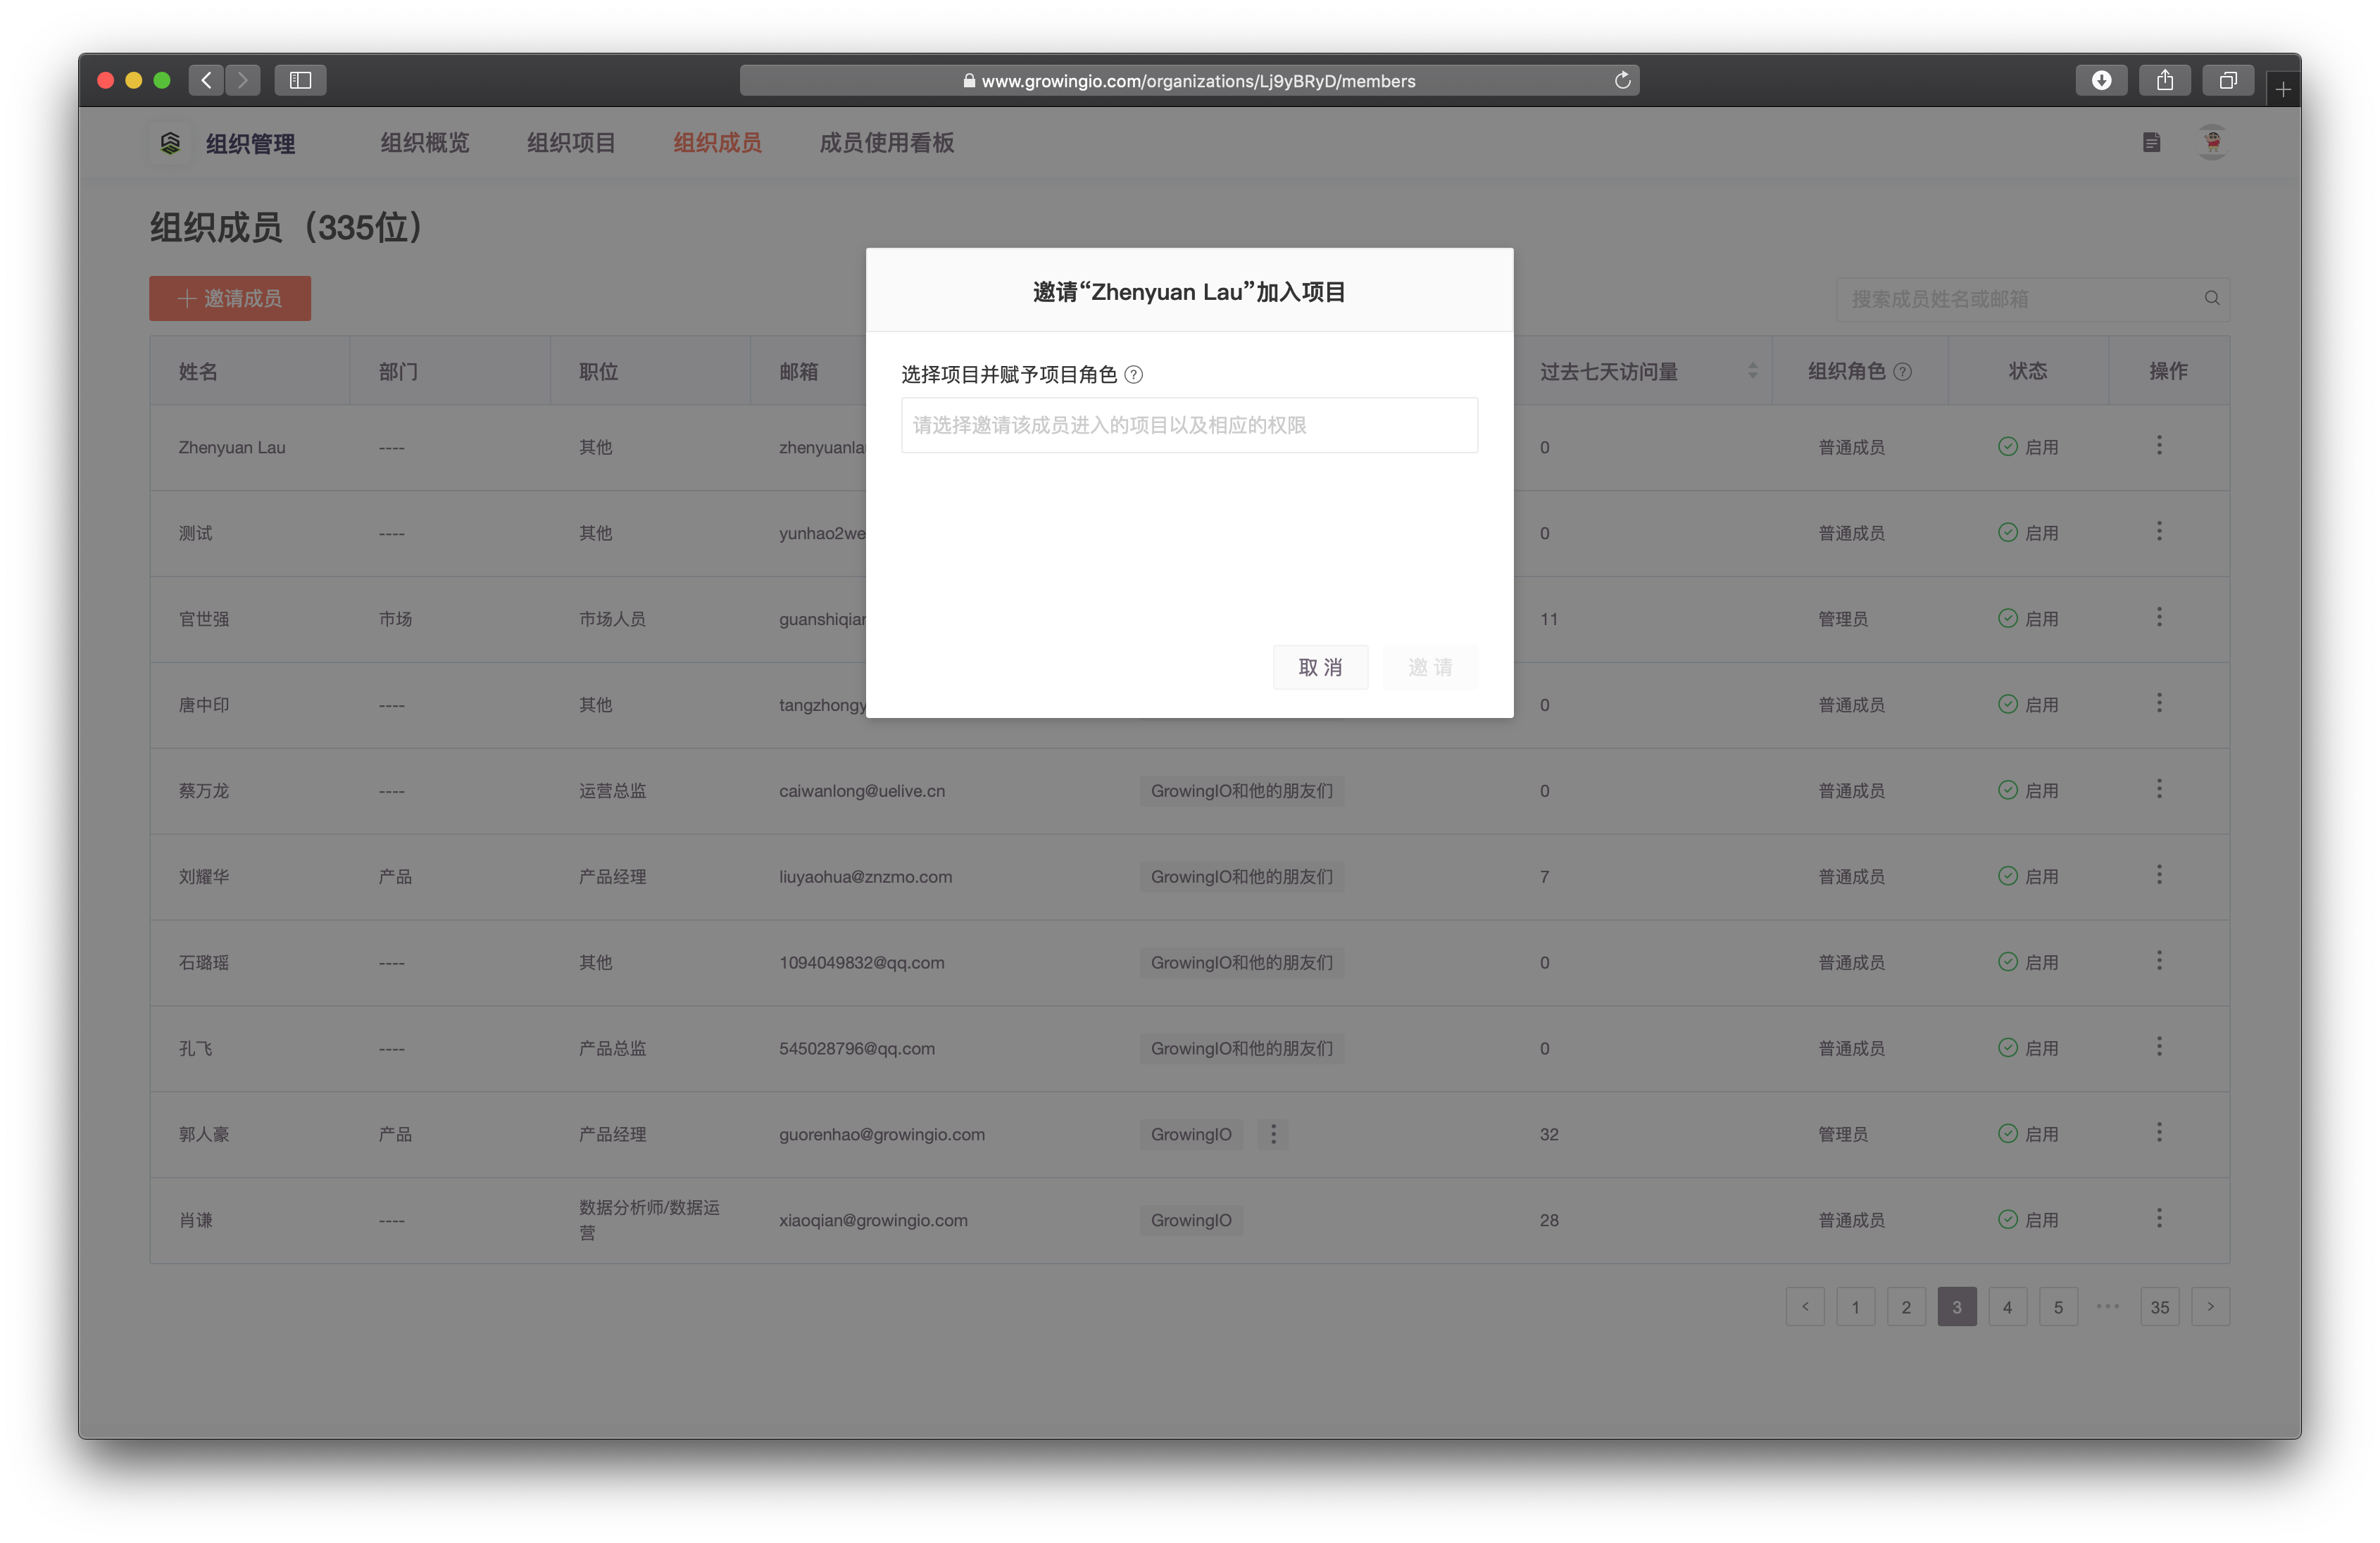 www.growingio.com/organizations/Lj9yBRyD/members
组织管理 组织概览 组织项目 组织成员 成员使用看板
组织成员（335位）
邀请成员
搜索成员姓名或邮箱
邀请“Zhenyuan Lau”加入项目
选择项目并赋予项目角色 ?
请选择邀请该成员进入的项目以及相应的权限
取 消 邀 请
姓名 部门 职位 邮箱 过去七天访问量 组织角色 ? 状态 操作
Zhenyuan Lau ---- 其他 zhenyuanla 0 普通成员 启用
测试 ---- 其他 yunhao2we 0 普通成员 启用
官世强 市场 市场人员 guanshiqian 11 管理员 启用
唐中印 ---- 其他 tangzhongy 0 普通成员 启用
蔡万龙 ---- 运营总监 caiwanlong@uelive.cn GrowingIO和他的朋友们 0 普通成员 启用
刘耀华 产品 产品经理 liuyaohua@znzmo.com GrowingIO和他的朋友们 7 普通成员 启用
石璐瑶 ---- 其他 1094049832@qq.com GrowingIO和他的朋友们 0 普通成员 启用
孔飞 ---- 产品总监 545028796@qq.com GrowingIO和他的朋友们 0 普通成员 启用
郭人豪 产品 产品经理 guorenhao@growingio.com GrowingIO 32 管理员 启用
肖谦 ---- 数据分析师/数据运
营 xiaoqian@growingio.com GrowingIO 28 普通成员 启用
< 1 2 3 4 5 ••• 35 >